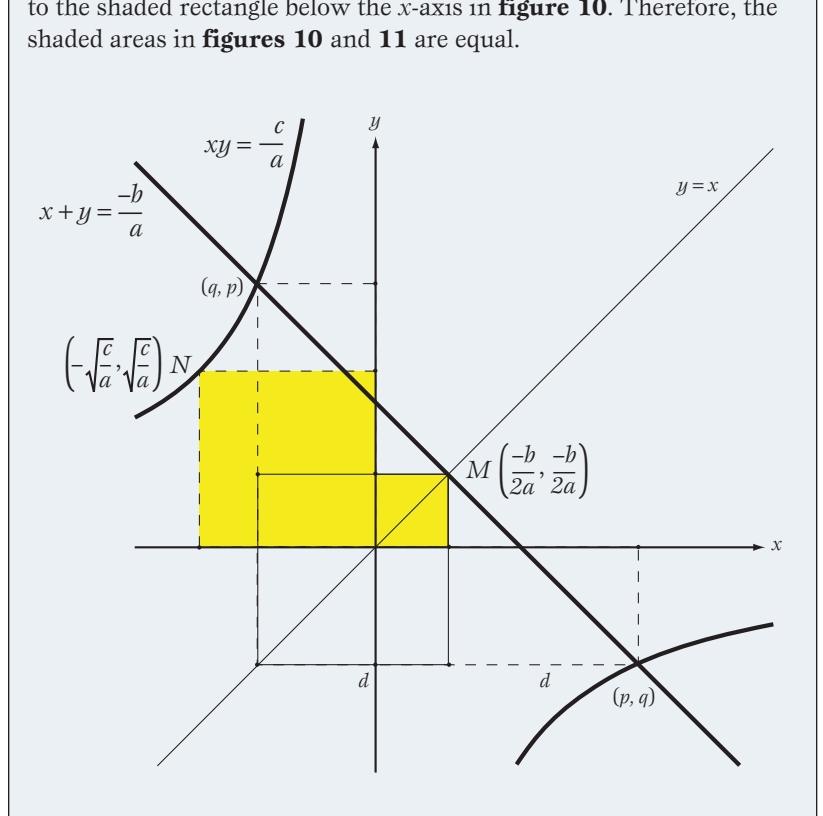 to the shaded rectangle below the x-axis in figure 10. Therefore, the
shaded areas in figures 10 and 11 are equal.
y
xy = -c/a
y = x
x + y = -b/a
(q, p)
(-√(c/a), √(c/a)) N
M (-b/2a, -b/2a)
x
d
d
(p, q)